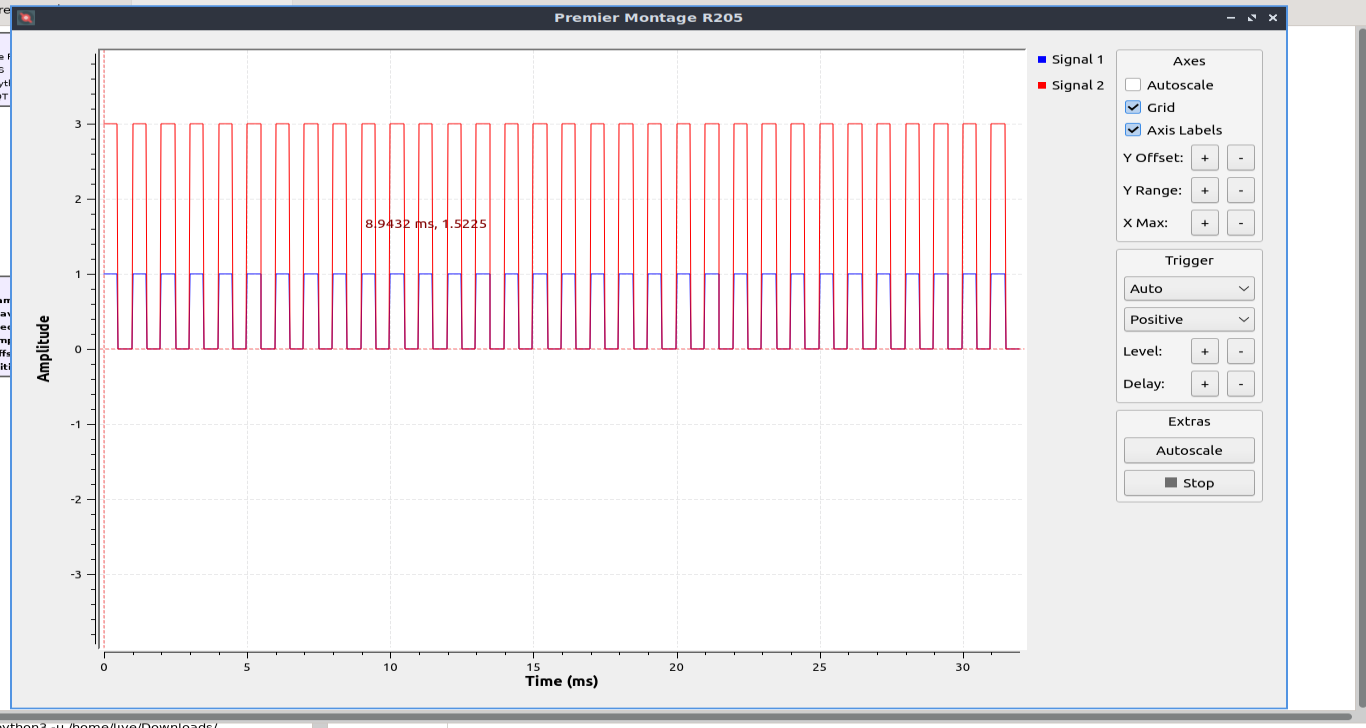 Premier Montage R205
Signal 1
Signal 2
Axes
Autoscale
Grid
Axis Labels
Y Offset: + -
Y Range: + -
X Max: + -
Trigger
Auto
Positive
Level: + -
Delay: + -
Extras
Autoscale
Stop
3
2
1
0
-1
-2
-3
8.9432 ms, 1.5225
Amplitude
0 5 10 15 20 25 30
Time (ms)
python3 -u /home/live/Downloads/